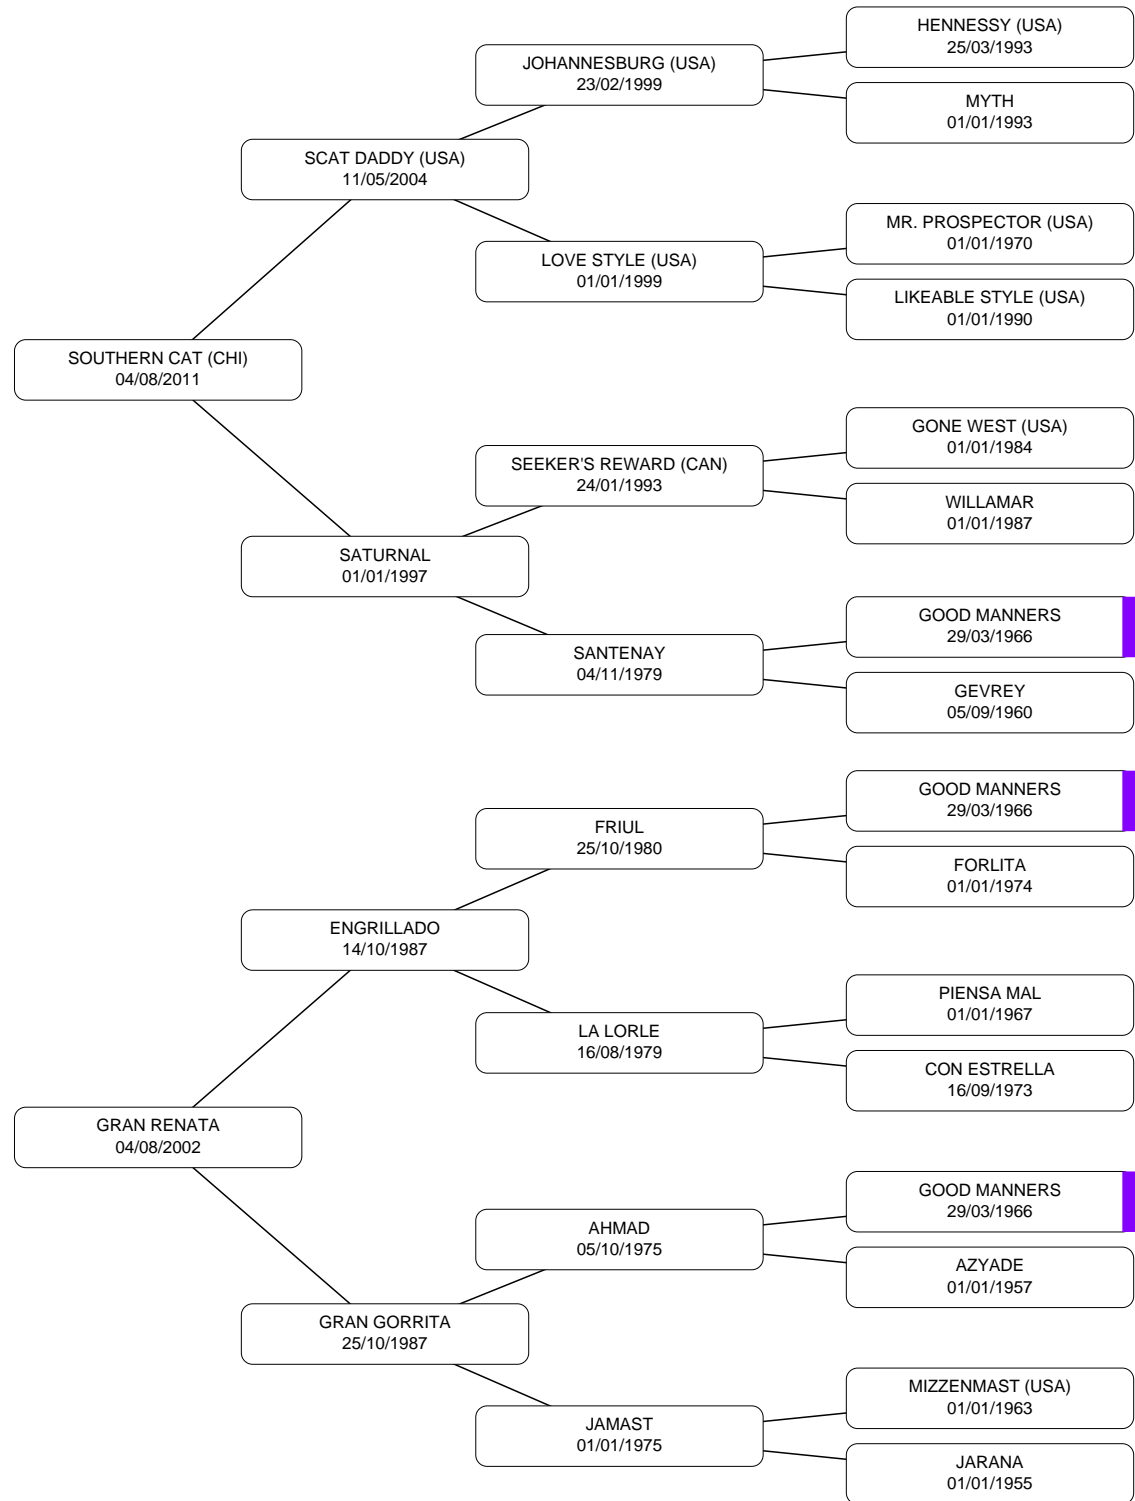 HENNESSY (USA)
25/03/1993
JOHANNESBURG (USA)
23/02/1999
MYTH
01/01/1993
SCAT DADDY (USA)
11/05/2004
MR. PROSPECTOR (USA)
01/01/1970
LOVE STYLE (USA)
01/01/1999
LIKEABLE STYLE (USA)
01/01/1990
SOUTHERN CAT (CHI)
04/08/2011
GONE WEST (USA)
01/01/1984
SEEKER'S REWARD (CAN)
24/01/1993
WILLAMAR
01/01/1987
SATURNAL
01/01/1997
GOOD MANNERS
29/03/1966
SANTENAY
04/11/1979
GEVREY
05/09/1960
GOOD MANNERS
29/03/1966
FRIUL
25/10/1980
FORLITA
01/01/1974
ENGRILLADO
14/10/1987
PIENSA MAL
01/01/1967
LA LORLE
16/08/1979
CON ESTRELLA
16/09/1973
GRAN RENATA
04/08/2002
GOOD MANNERS
29/03/1966
AHMAD
05/10/1975
AZYADE
01/01/1957
GRAN GORRITA
25/10/1987
MIZZENMAST (USA)
01/01/1963
JAMAST
01/01/1975
JARANA
01/01/1955